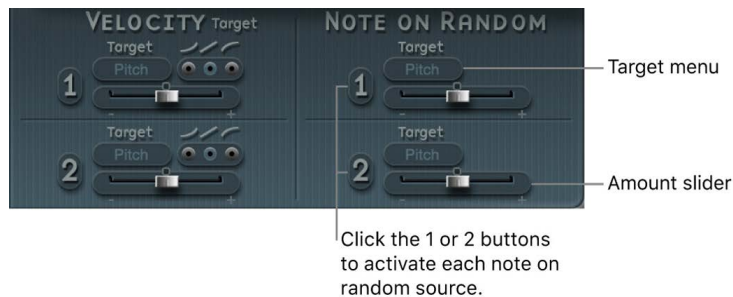 VELOCITY Target NOTE ON RANDOM
Target Target
Pitch Pitch Target menu
1 1
- + - +
Target Target
Pitch Pitch
2 2 Amount slider
- + - +
Click the 1 or 2 buttons
to activate each note on
random source.